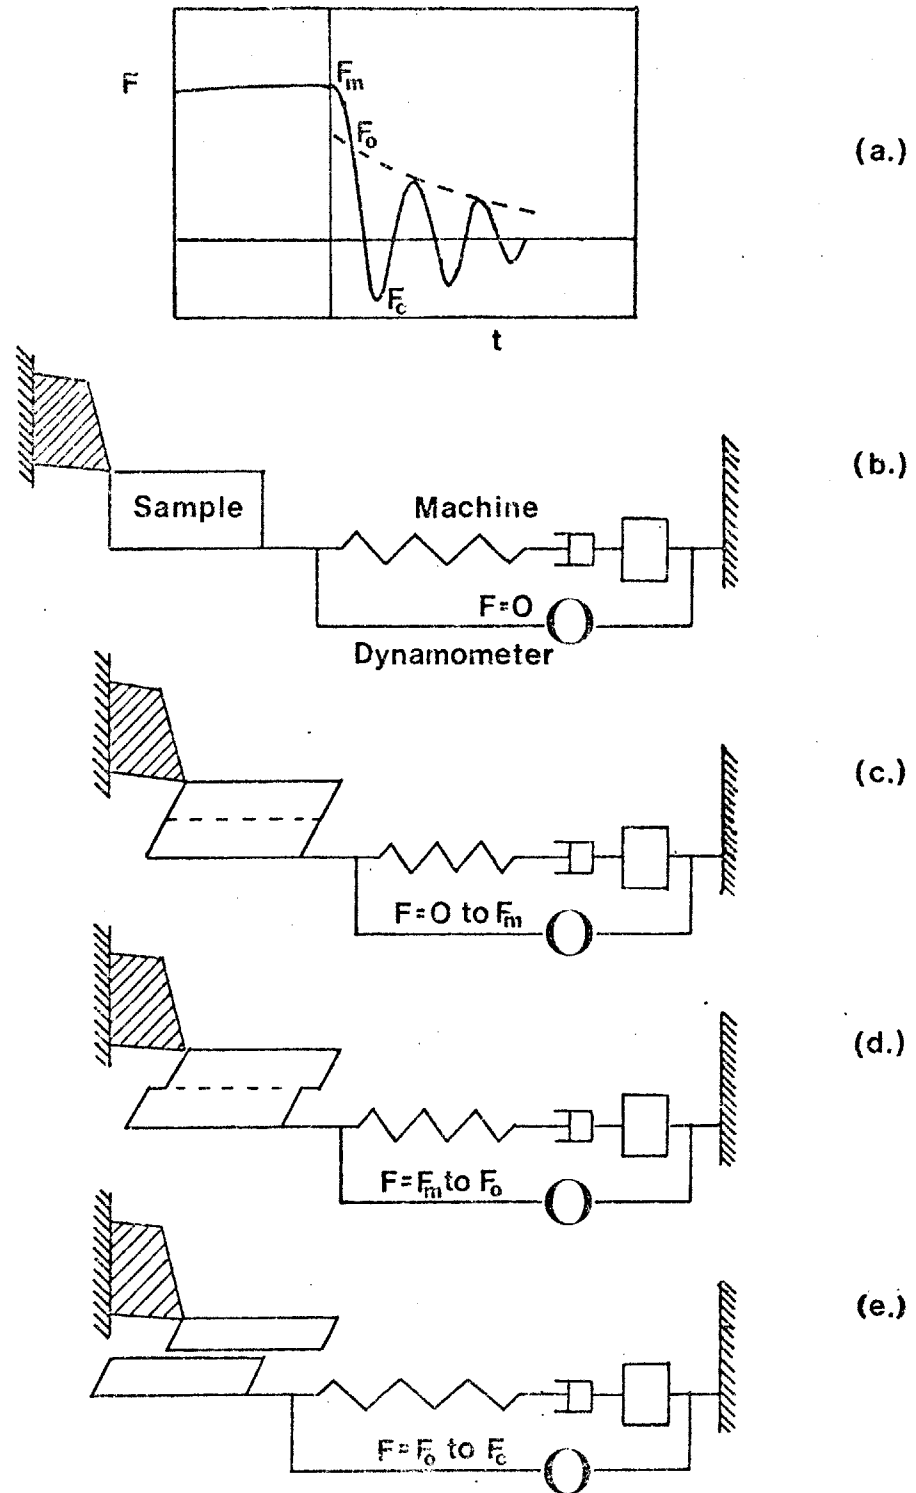 F
Fm
Fo
Fc
t
(a.)
Sample
Machine
F=O
Dynamometer
(b.)
F=O to Fm
(c.)
F=Fm to Fo
(d.)
F=Fo to Fc
(e.)